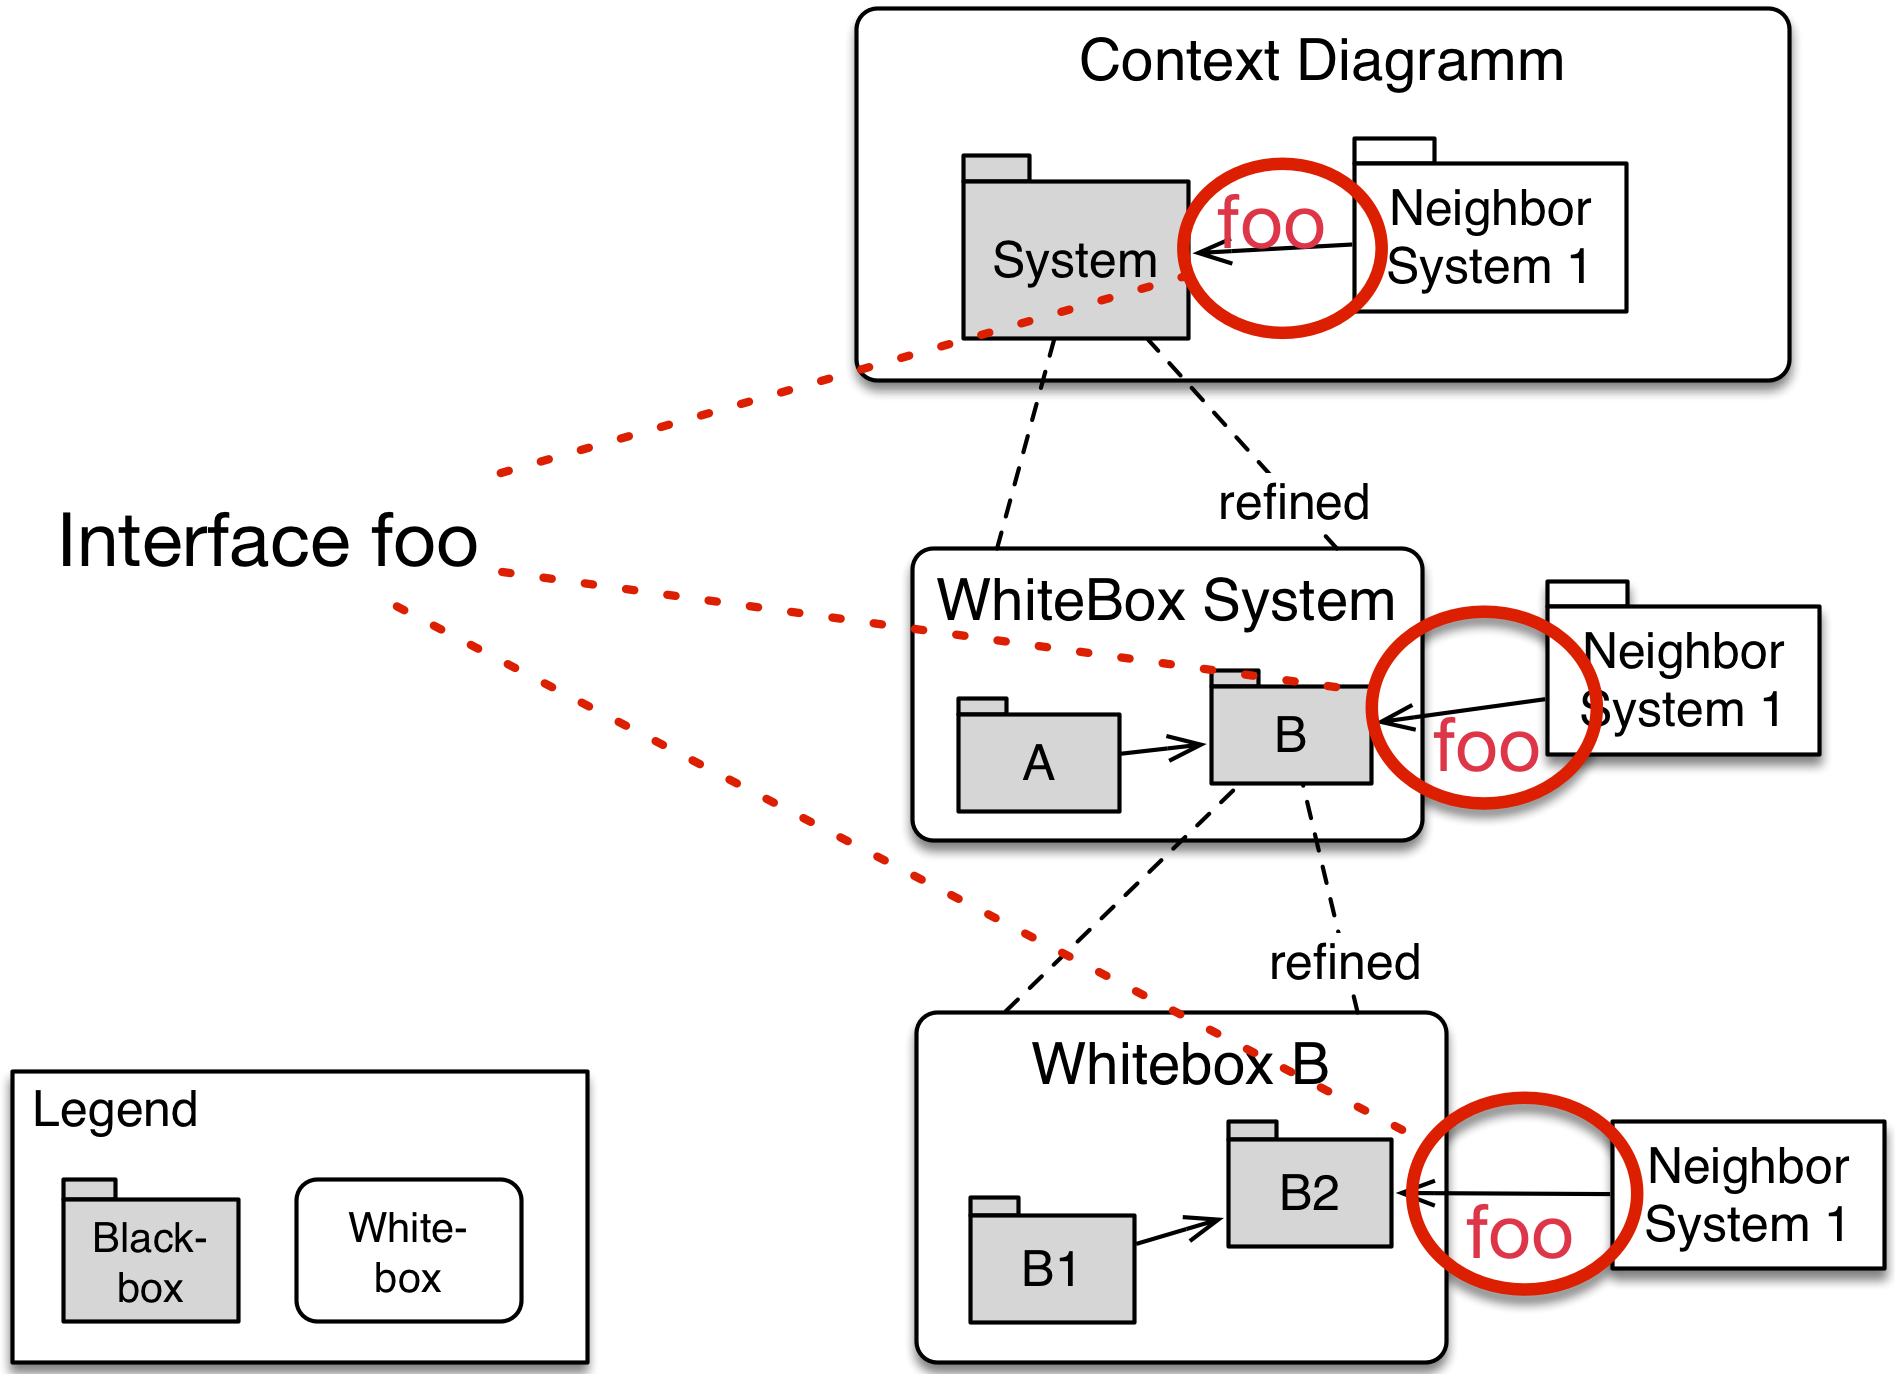 Context Diagramm
System
foo
Neighbor
System 1
refined
Interface foo
WhiteBox System
A
B
foo
Neighbor
System 1
refined
Whitebox B
B1
B2
foo
Neighbor
System 1
Legend
Black-
box
White-
box